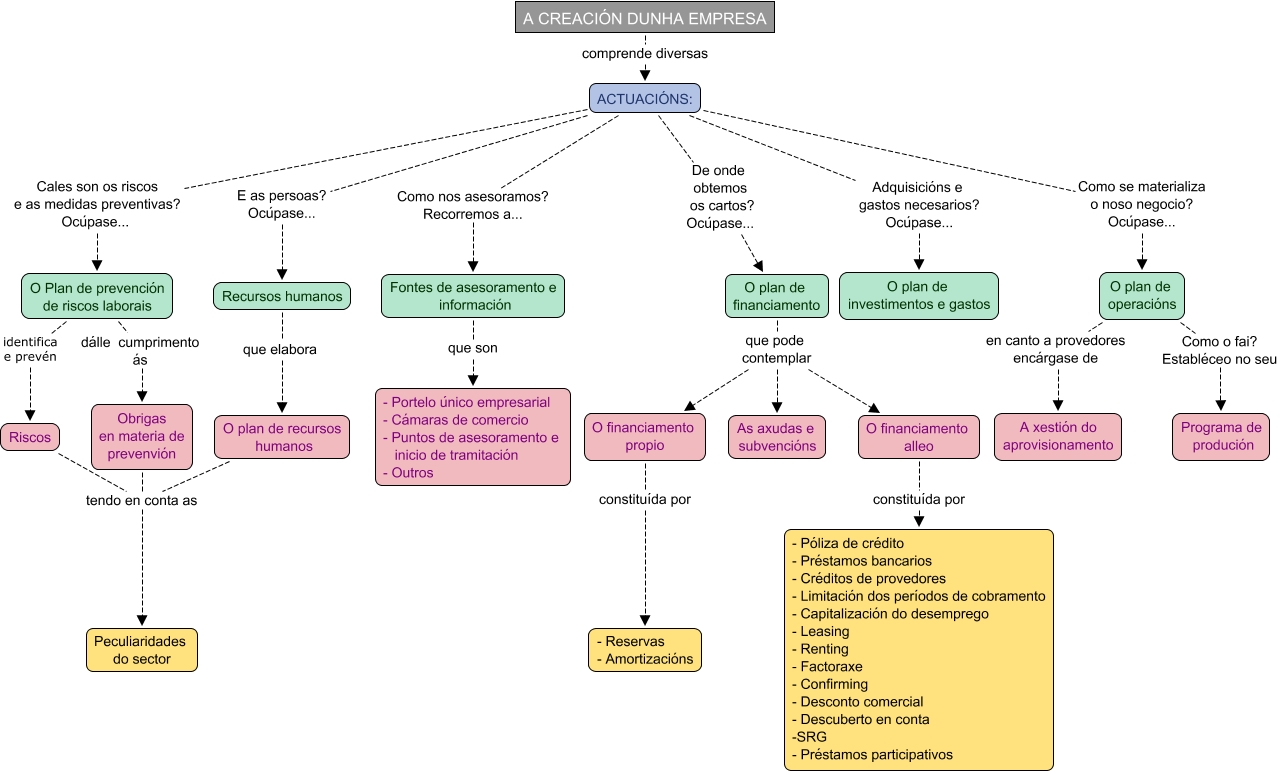 A CREACIÓN DUNHA EMPRESA
comprende diversas
ACTUACIÓNS:
Cales son os riscos
e as medidas preventivas?
Ocúpase...
E as persoas?
Ocúpase...
Como nos asesoramos?
Recorremos a...
De onde
obtemos
os cartos?
Ocúpase...
Adquisicións e
gastos necesarios?
Ocúpase...
Como se materializa
o noso negocio?
Ocúpase...
O Plan de prevención
de riscos laborais
Recursos humanos
Fontes de asesoramento e
información
O plan de
financiamento
O plan de
investimentos e gastos
O plan de
operacións
identifica
e prevén
dálle cumprimento
ás
que elabora
que son
que pode
contemplar
en canto a provedores
encárgase de
Como o fai?
Establéceo no seu
Riscos
Obrigas
en materia de
prevenvión
O plan de recursos
humanos
- Portelo único empresarial
- Cámaras de comercio
- Puntos de asesoramento e
inicio de tramitación
- Outros
O financiamento
propio
As axudas e
subvencións
O financiamento
alleo
A xestión do
aprovisionamento
Programa de
produción
tendo en conta as
constituída por
constituída por
Peculiaridades
do sector
- Reservas
- Amortizacións
- Póliza de crédito
- Préstamos bancarios
- Créditos de provedores
- Limitación dos períodos de cobramento
- Capitalización do desemprego
- Leasing
- Renting
- Factoraxe
- Confirming
- Desconto comercial
- Descuberto en conta
-SRG
- Préstamos participativos